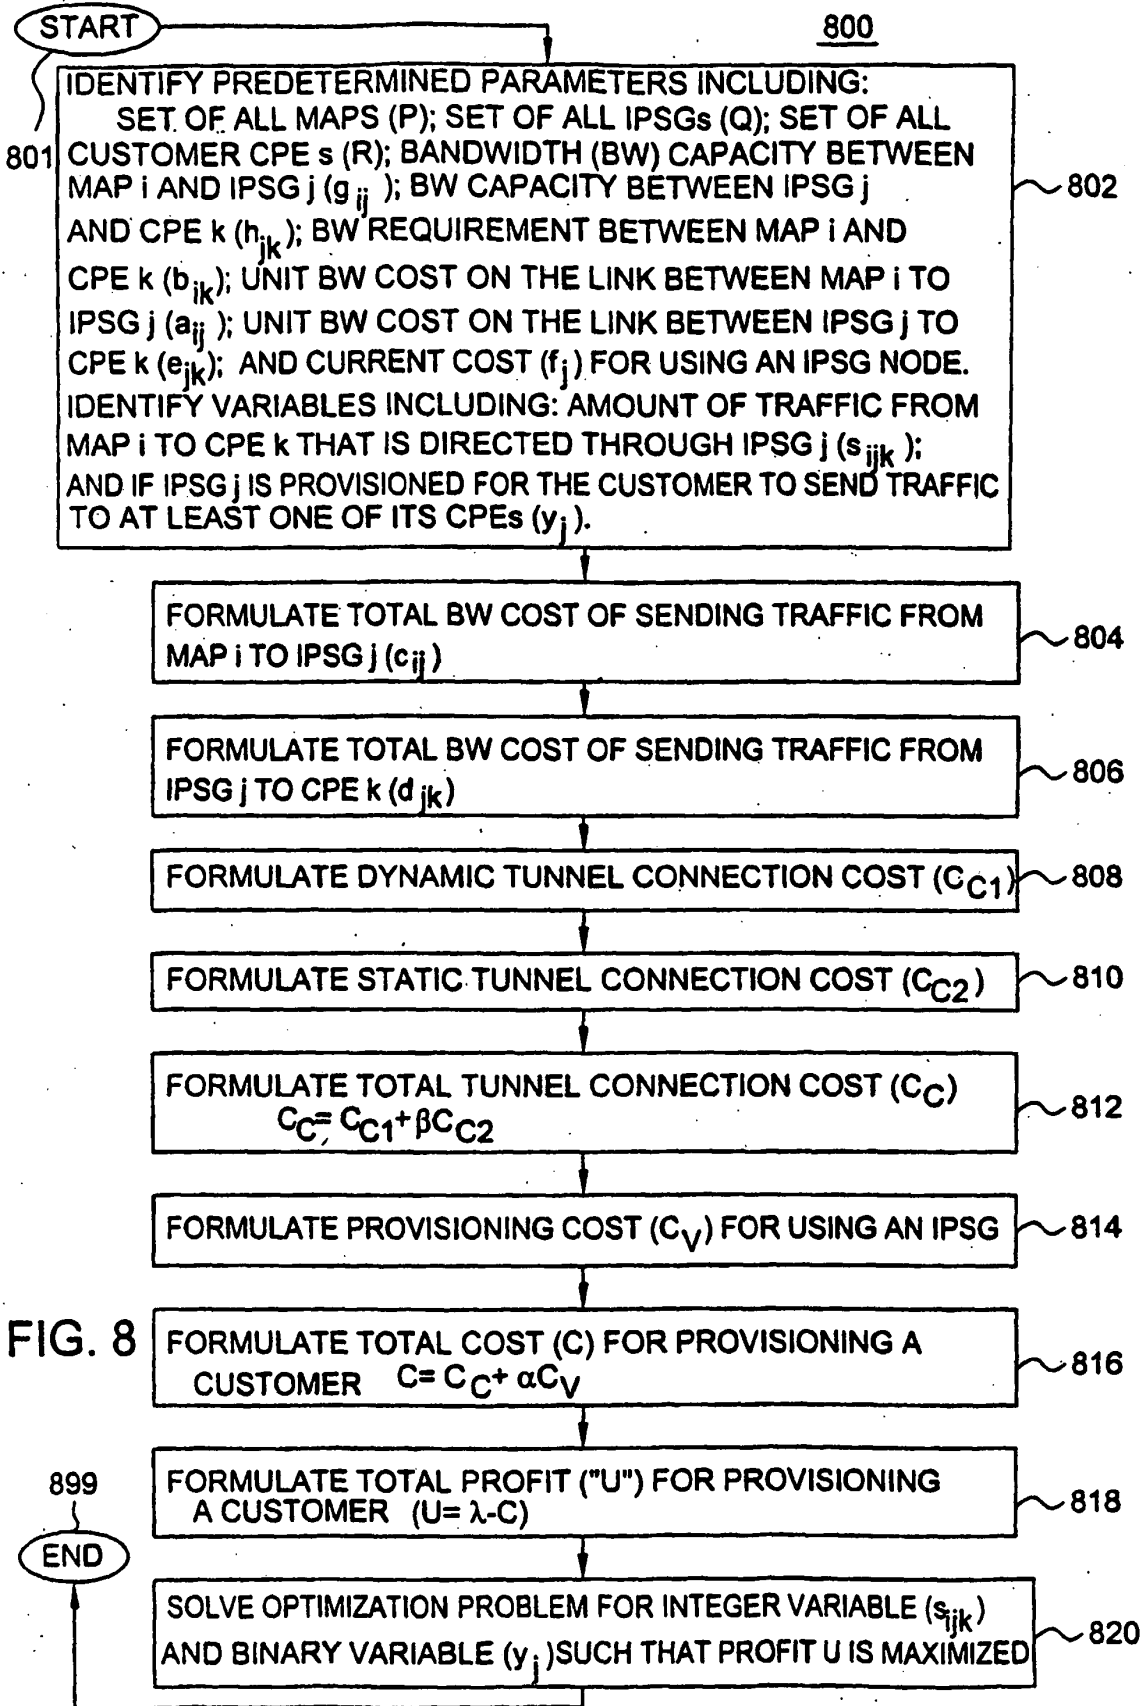 START
800
IDENTIFY PREDETERMINED PARAMETERS INCLUDING:
SET OF ALL MAPS (P); SET OF ALL IPSGs (Q); SET OF ALL
801
CUSTOMER CPE s (R); BANDWIDTH (BW) CAPACITY BETWEEN
MAP i AND IPSG j (g ij ); BW CAPACITY BETWEEN IPSG j
802
AND CPE k (hjk); BW REQUIREMENT BETWEEN MAP i AND
CPE k (bik); UNIT BW COST ON THE LINK BETWEEN MAP i TO
IPSG j (aij ); UNIT BW COST ON THE LINK BETWEEN IPSG j TO
CPE k (ejk); AND CURRENT COST (fj) FOR USING AN IPSG NODE.
IDENTIFY VARIABLES INCLUDING: AMOUNT OF TRAFFIC FROM
MAP i TO CPE k THAT IS DIRECTED THROUGH IPSG j (s ijk );
AND IF IPSG j IS PROVISIONED FOR THE CUSTOMER TO SEND TRAFFIC
TO AT LEAST ONE OF ITS CPEs (yj).
FORMULATE TOTAL BW COST OF SENDING TRAFFIC FROM
MAP i TO IPSG j (cij)
804
FORMULATE TOTAL BW COST OF SENDING TRAFFIC FROM
IPSG j TO CPE k (d jk)
806
FORMULATE DYNAMIC TUNNEL CONNECTION COST (CC1)
808
FORMULATE STATIC TUNNEL CONNECTION COST (CC2)
810
FORMULATE TOTAL TUNNEL CONNECTION COST (CC)
CC= CC1+βCC2
812
FORMULATE PROVISIONING COST (CV) FOR USING AN IPSG
814
FIG. 8
FORMULATE TOTAL COST (C) FOR PROVISIONING A
CUSTOMER C= CC+ αCV
816
FORMULATE TOTAL PROFIT ("U") FOR PROVISIONING
A CUSTOMER (U= λ-C)
818
899
END
SOLVE OPTIMIZATION PROBLEM FOR INTEGER VARIABLE (sijk)
AND BINARY VARIABLE (yj)SUCH THAT PROFIT U IS MAXIMIZED
820